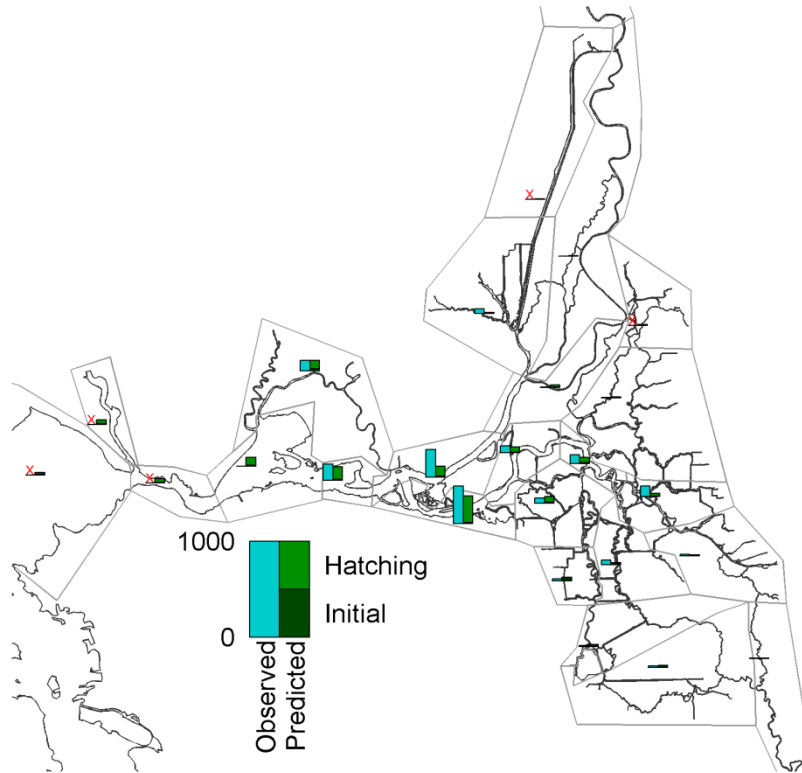 X
X
X
X
X
1000
Hatching
Initial
0
Observed
Predicted